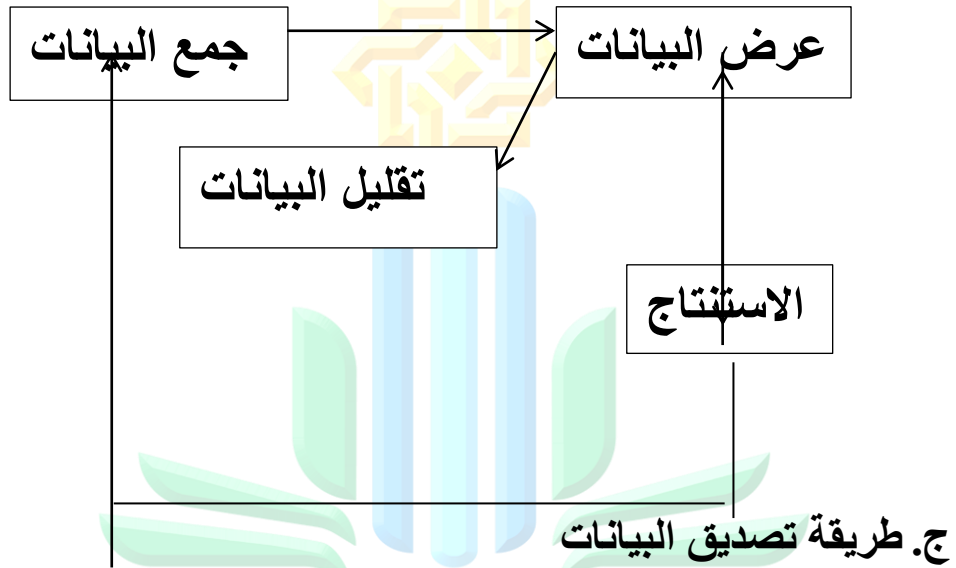 جمع البيانات
عرض البيانات
تقليل البيانات
الاستنتاج
ج. طريقة تصديق البيانات